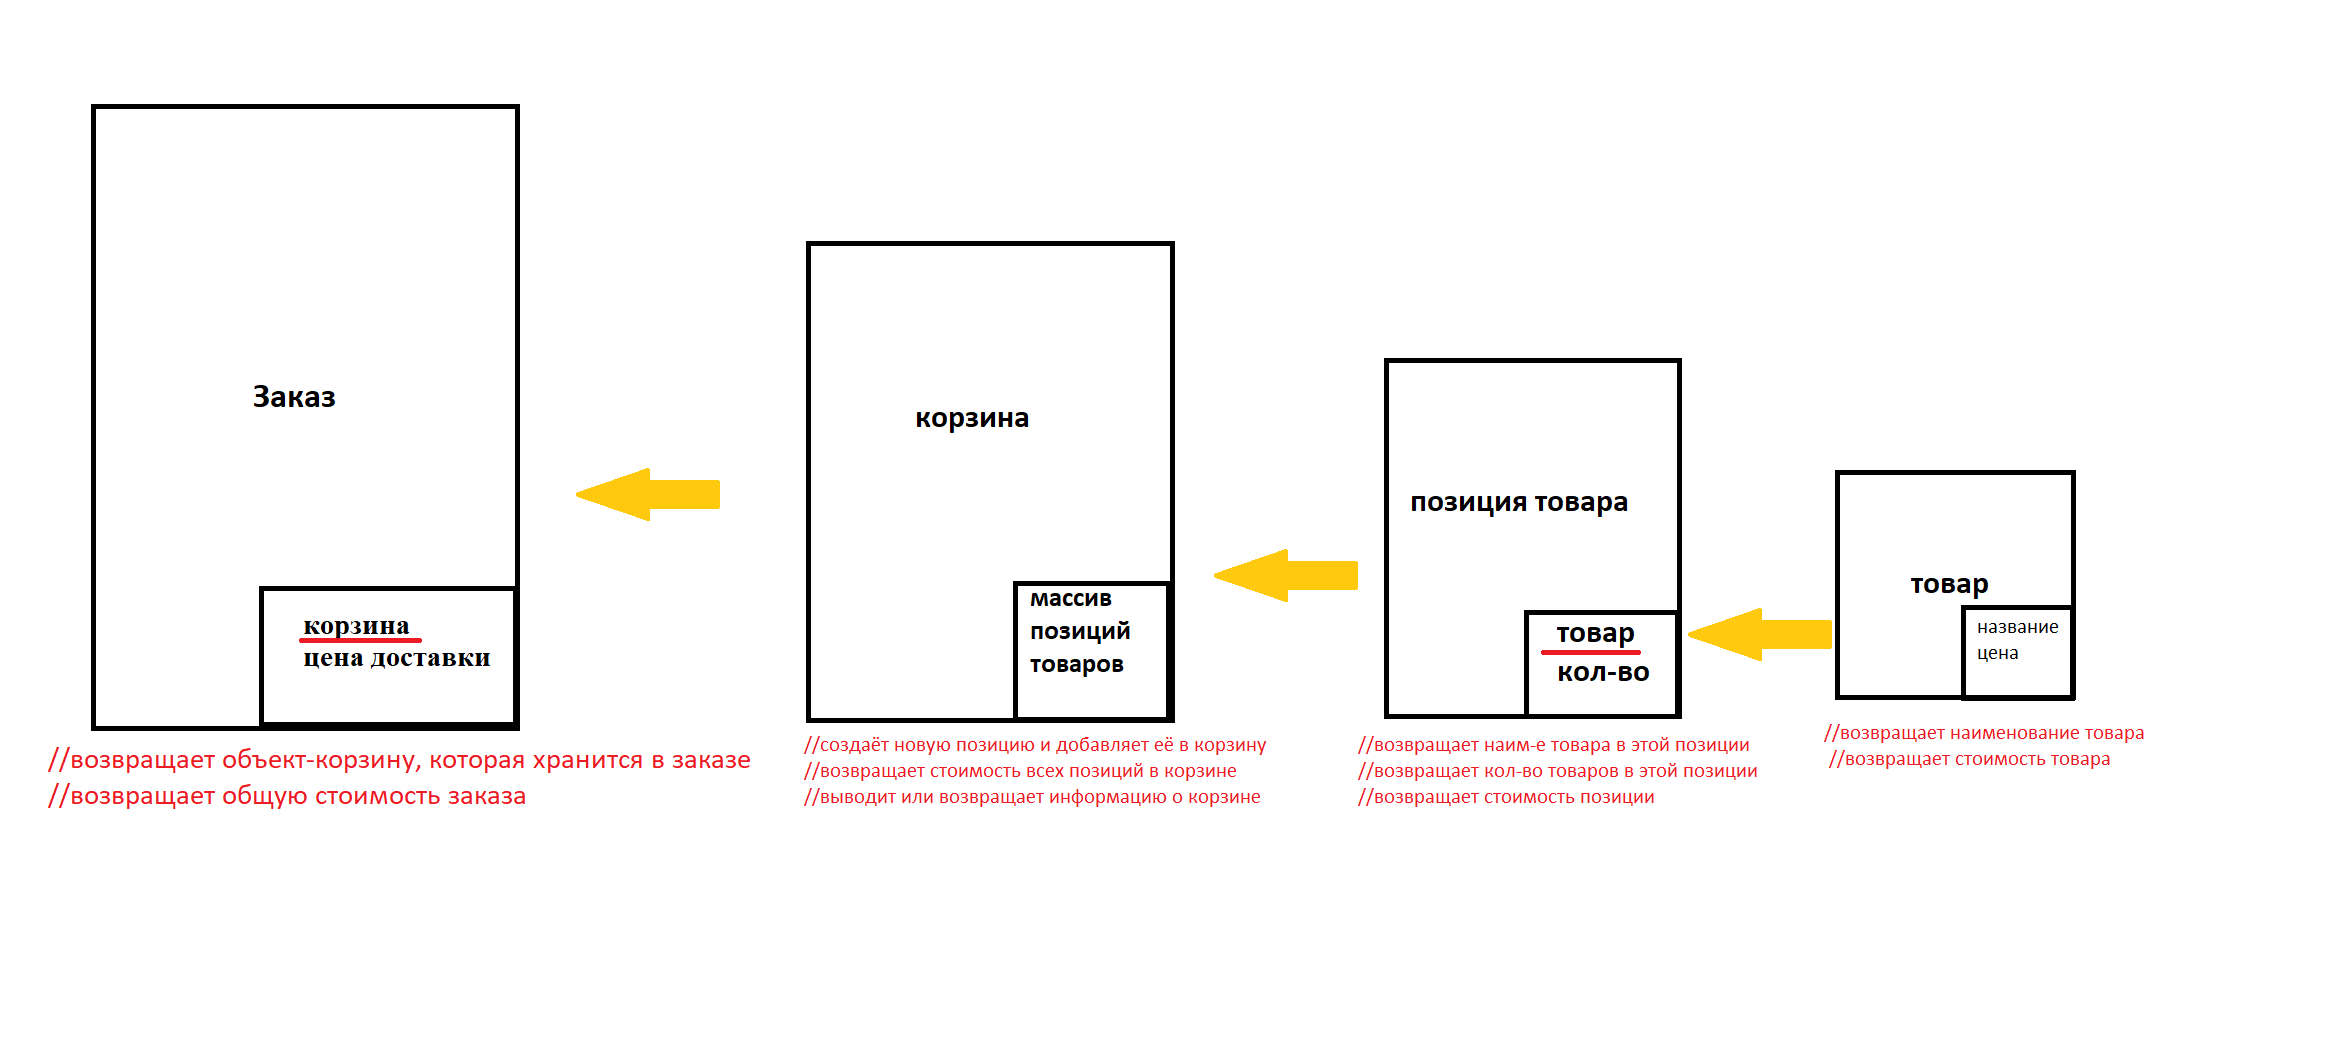 Заказ
корзина
цена доставки
//возвращает объект-корзину, которая хранится в заказе
//возвращает общую стоимость заказа
корзина
массив
позиций
товаров
//создаёт новую позицию и добавляет её в корзину
//возвращает стоимость всех позиций в корзине
//выводит или возвращает информацию о корзине
позиция товара
товар
кол-во
//возвращает наим-е товара в этой позиции
//возвращает кол-во товаров в этой позиции
//возвращает стоимость позиции
товар
название
цена
//возвращает наименование товара
//возвращает стоимость товара